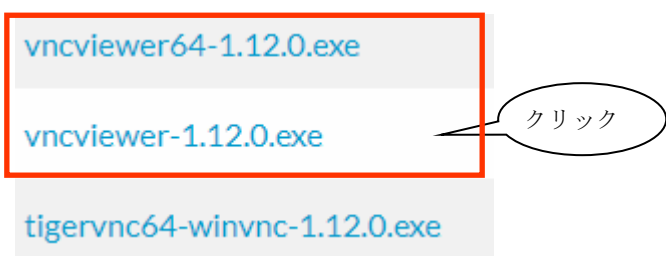 vncviewer64-1.12.0.exe
vncviewer-1.12.0.exe
クリック
tigervnc64-winvnc-1.12.0.exe